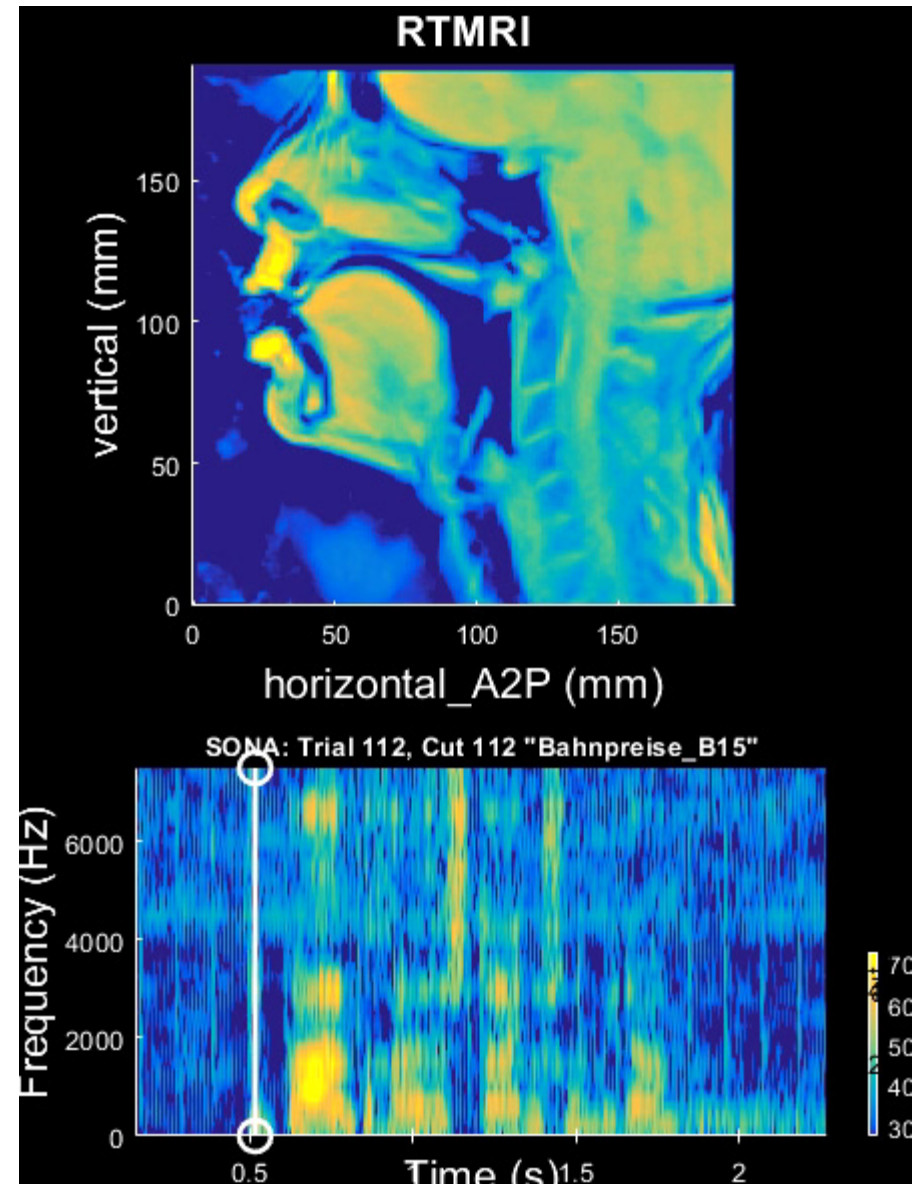 RTMRI
vertical (mm)
150
100
50
0
0 50 100 150
horizontal_A2P (mm)
SONA: Trial 112, Cut 112 "Bahnpreise_B15"
Frequency (Hz)
6000
4000
2000
0
70
60
50
40
30
0.5 1.5 2
Time (s)